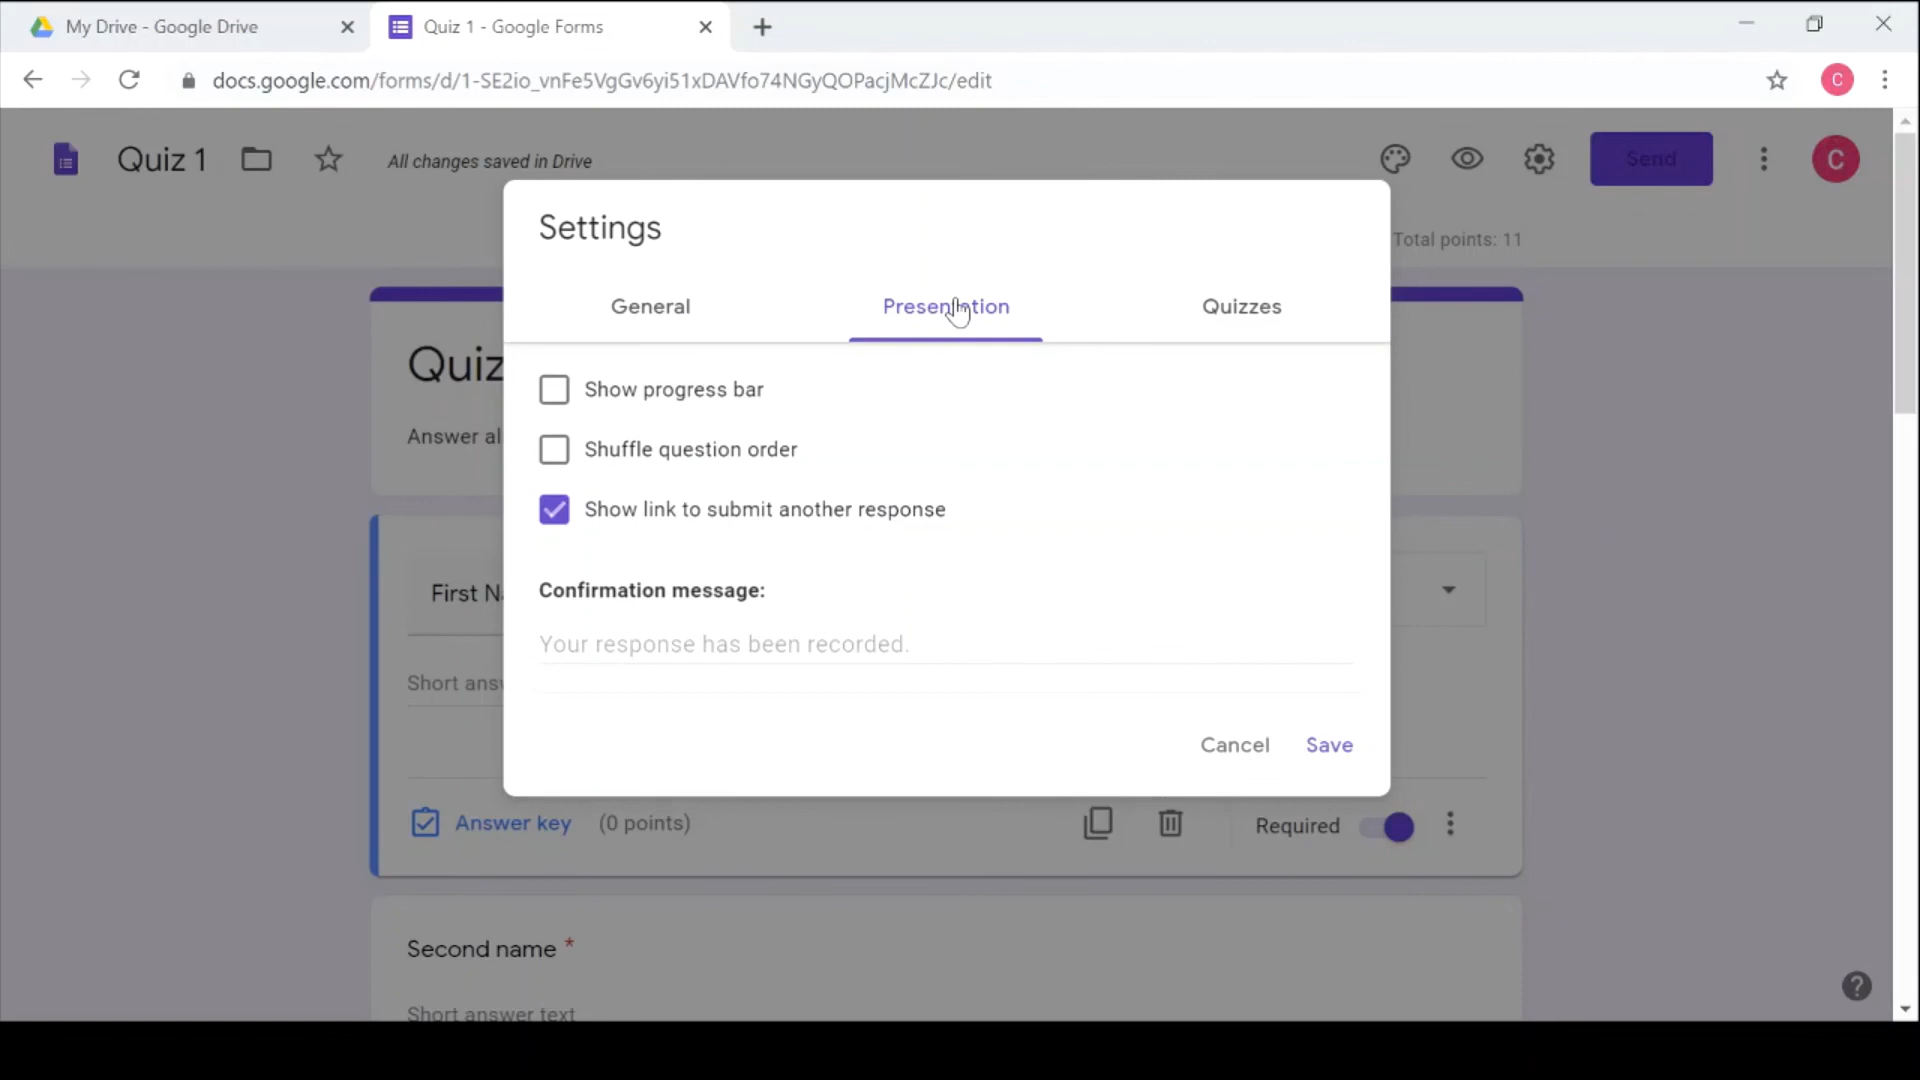 My Drive - Google Drive
Quiz 1 - Google Forms
docs.google.com/forms/d/1-SE2io_vnFe5VgGv6yi51xDAVfo74NGyQOPacjMcZJc/edit
C
Quiz 1
All changes saved in Drive
Send
C
Total points: 11
Settings
General
Presentation
Quizzes
Quiz
Answer al
Show progress bar
Shuffle question order
Show link to submit another response
First N
Confirmation message:
Your response has been recorded.
Short ans
Cancel
Save
Answer key
(0 points)
Required
Second name *
Short answer text